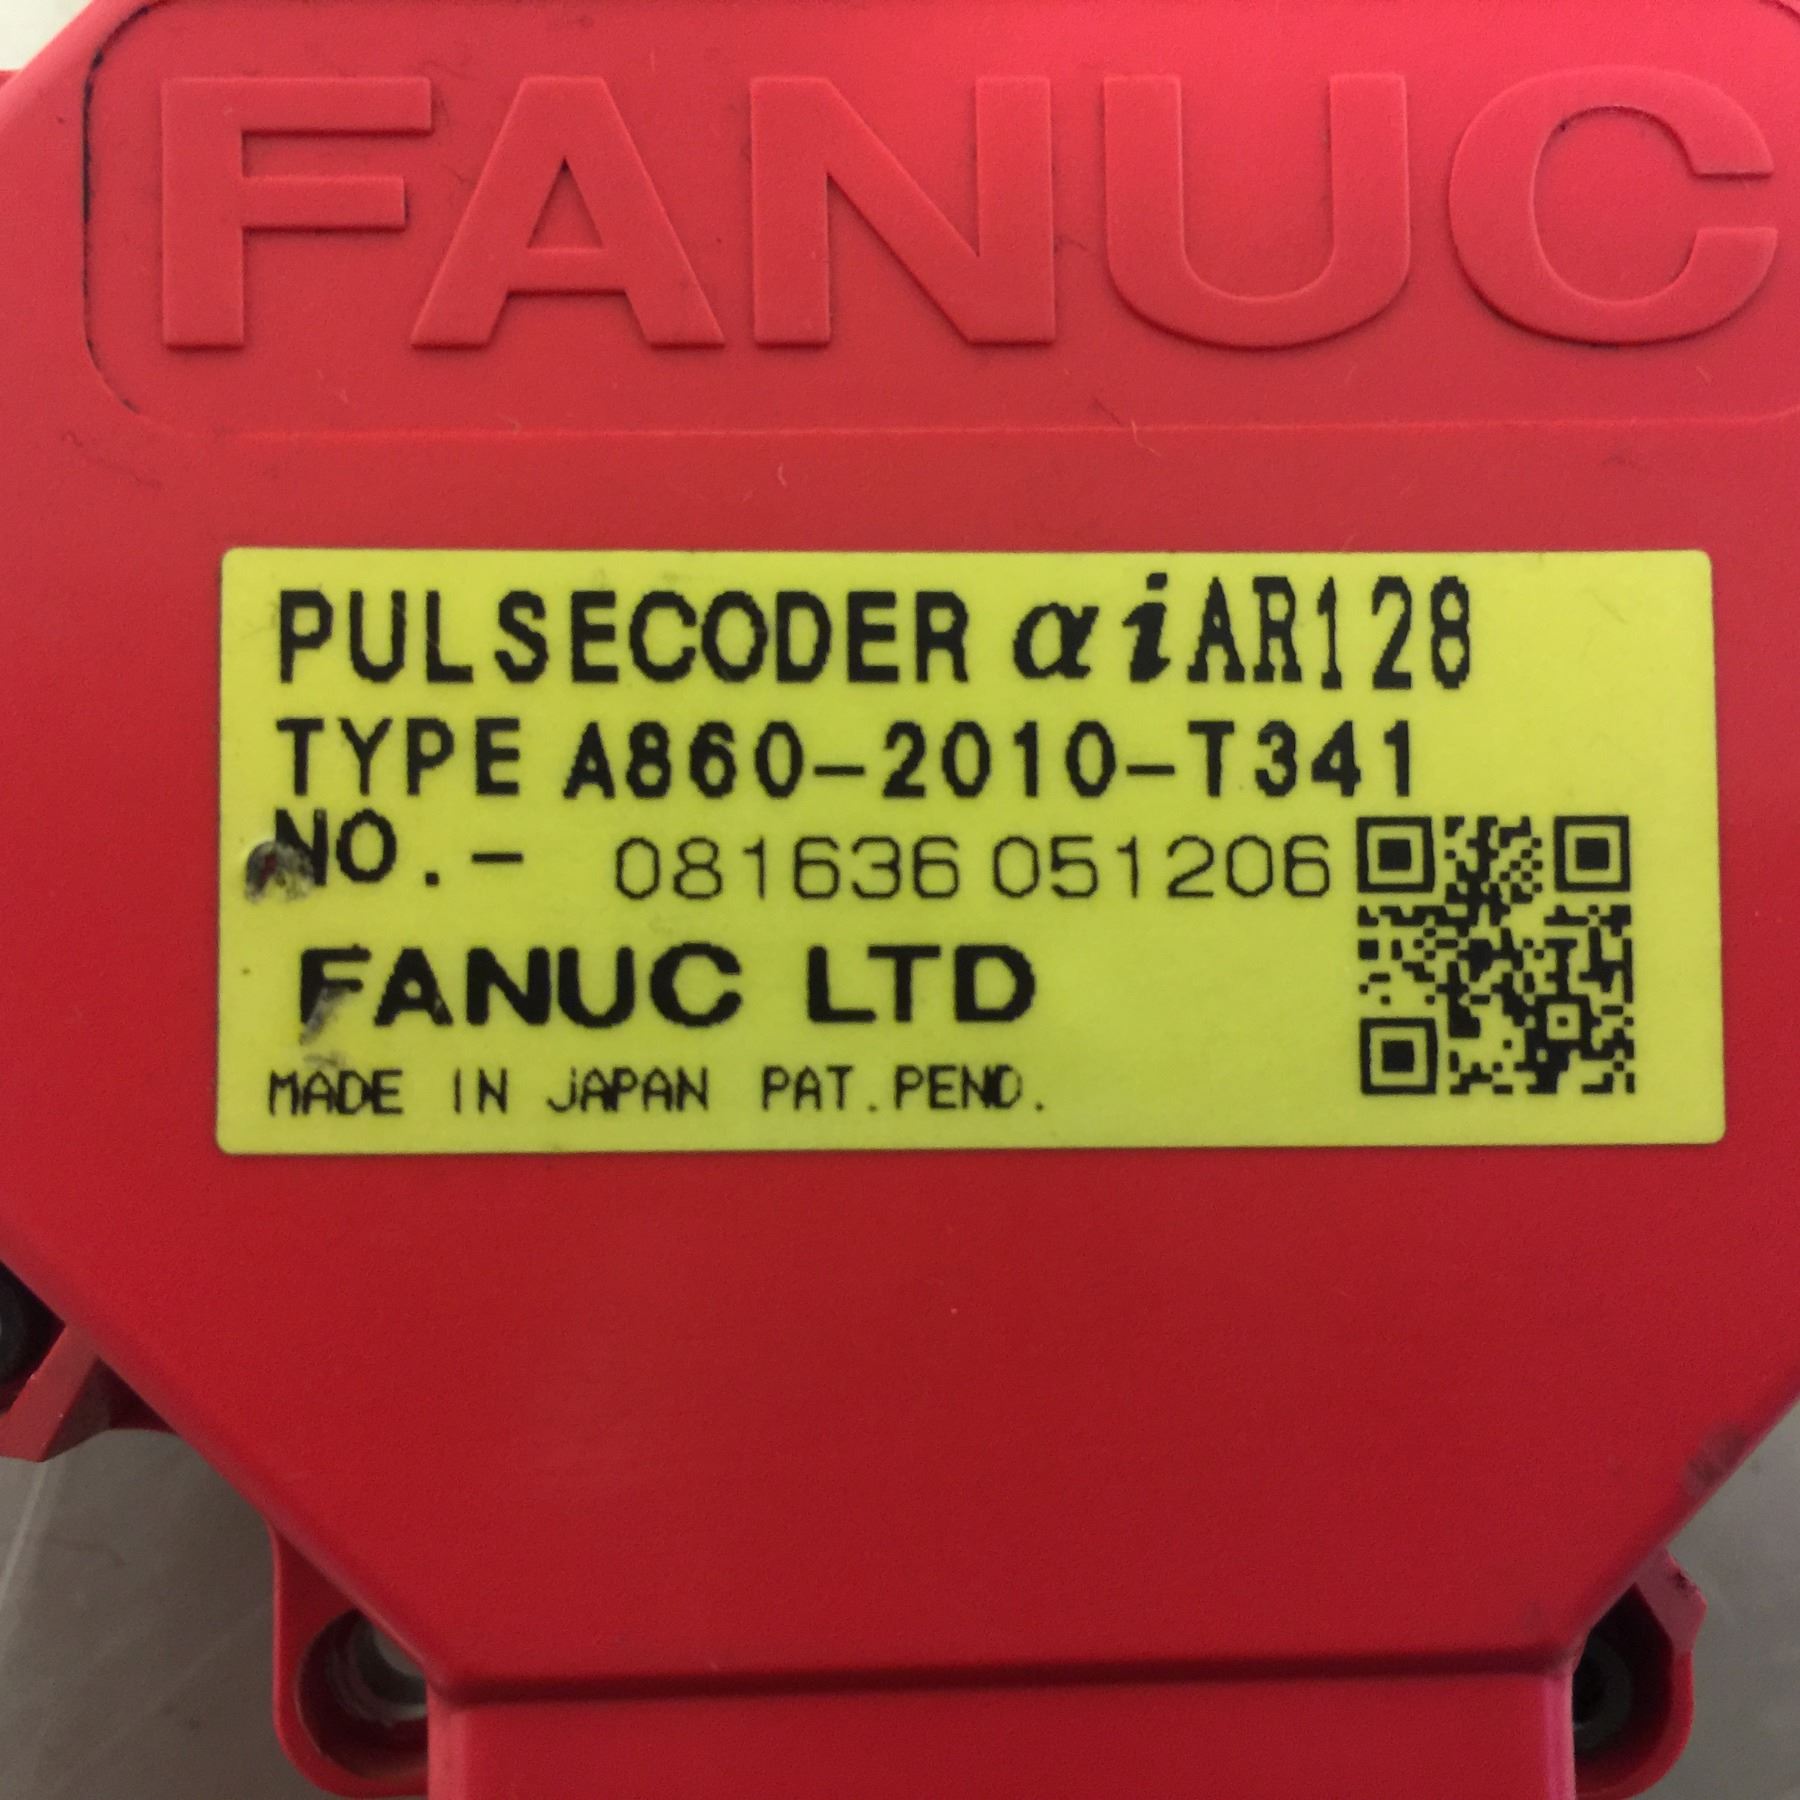 FANUC
PULSECODER αiAR128
TYPE A860-2010-T341
NO.- 081636 051206
FANUC LTD
MADE IN JAPAN PAT.PEND.